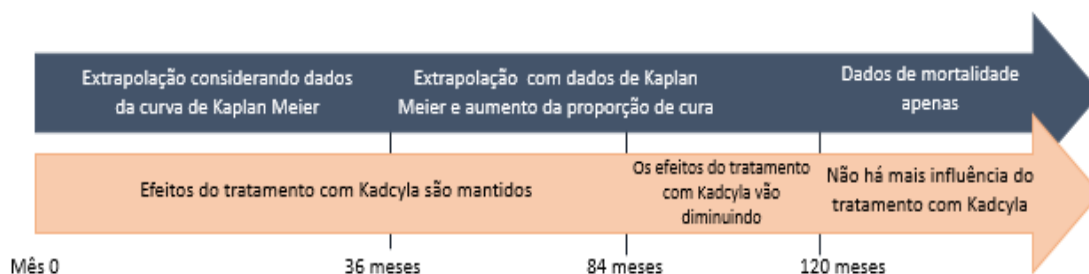 Extrapolação considerando dados
da curva de Kaplan Meier
Extrapolação com dados de Kaplan
Meier e aumento da proporção de cura
Dados de mortalidade
apenas
Efeitos do tratamento com Kadcyla são mantidos
Os efeitos do tratamento
com Kadcyla vão
diminuindo
Não há mais influência do
tratamento com Kadcyla
Mês 0
36 meses
84 meses
120 meses